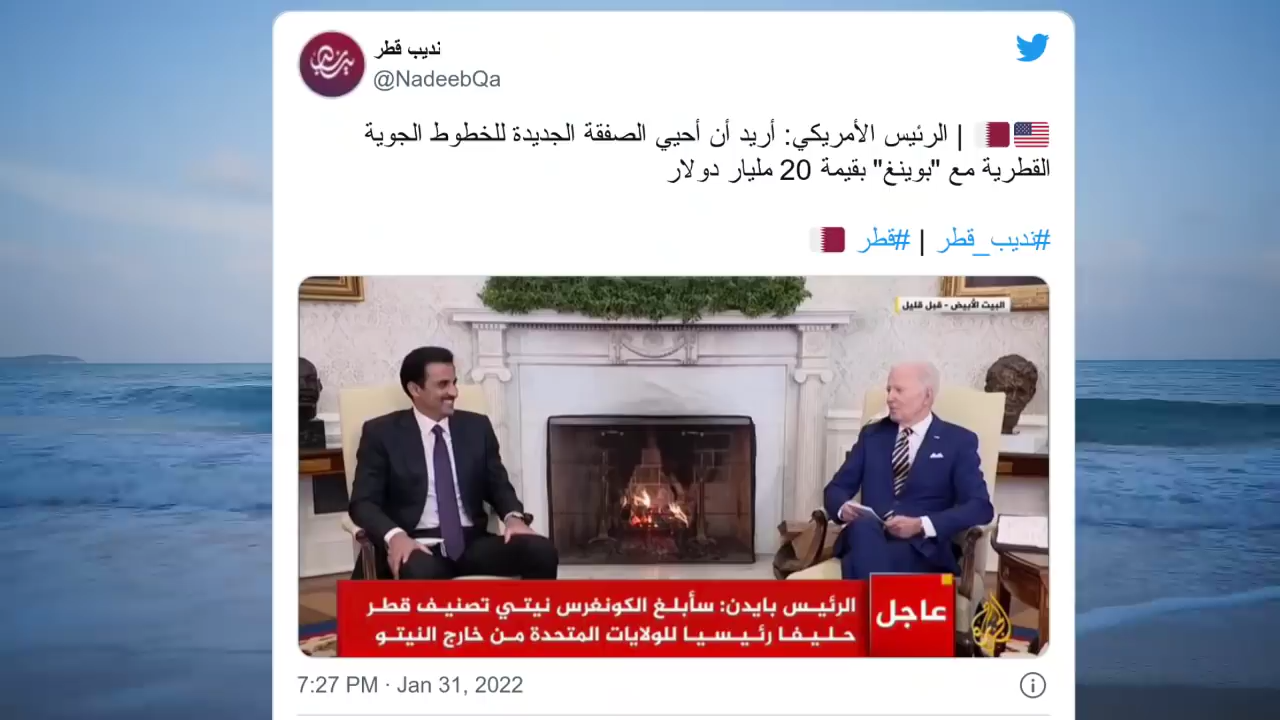 نديب قطر
@NadeebQa
| الرئيس الأمريكي: أريد أن أحيي الصفقة الجديدة للخطوط الجوية
القطرية مع "بوينغ" بقيمة 20 مليار دولار
#نديب_قطر | #قطر
البيت الأبيض - قبل قليل
عاجل
الرئيس بايدن: سأبلغ الكونغرس نيتي تصنيف قطر
حليفا رئيسيا للولايات المتحدة من خارج النيتو
7:27 PM · Jan 31, 2022